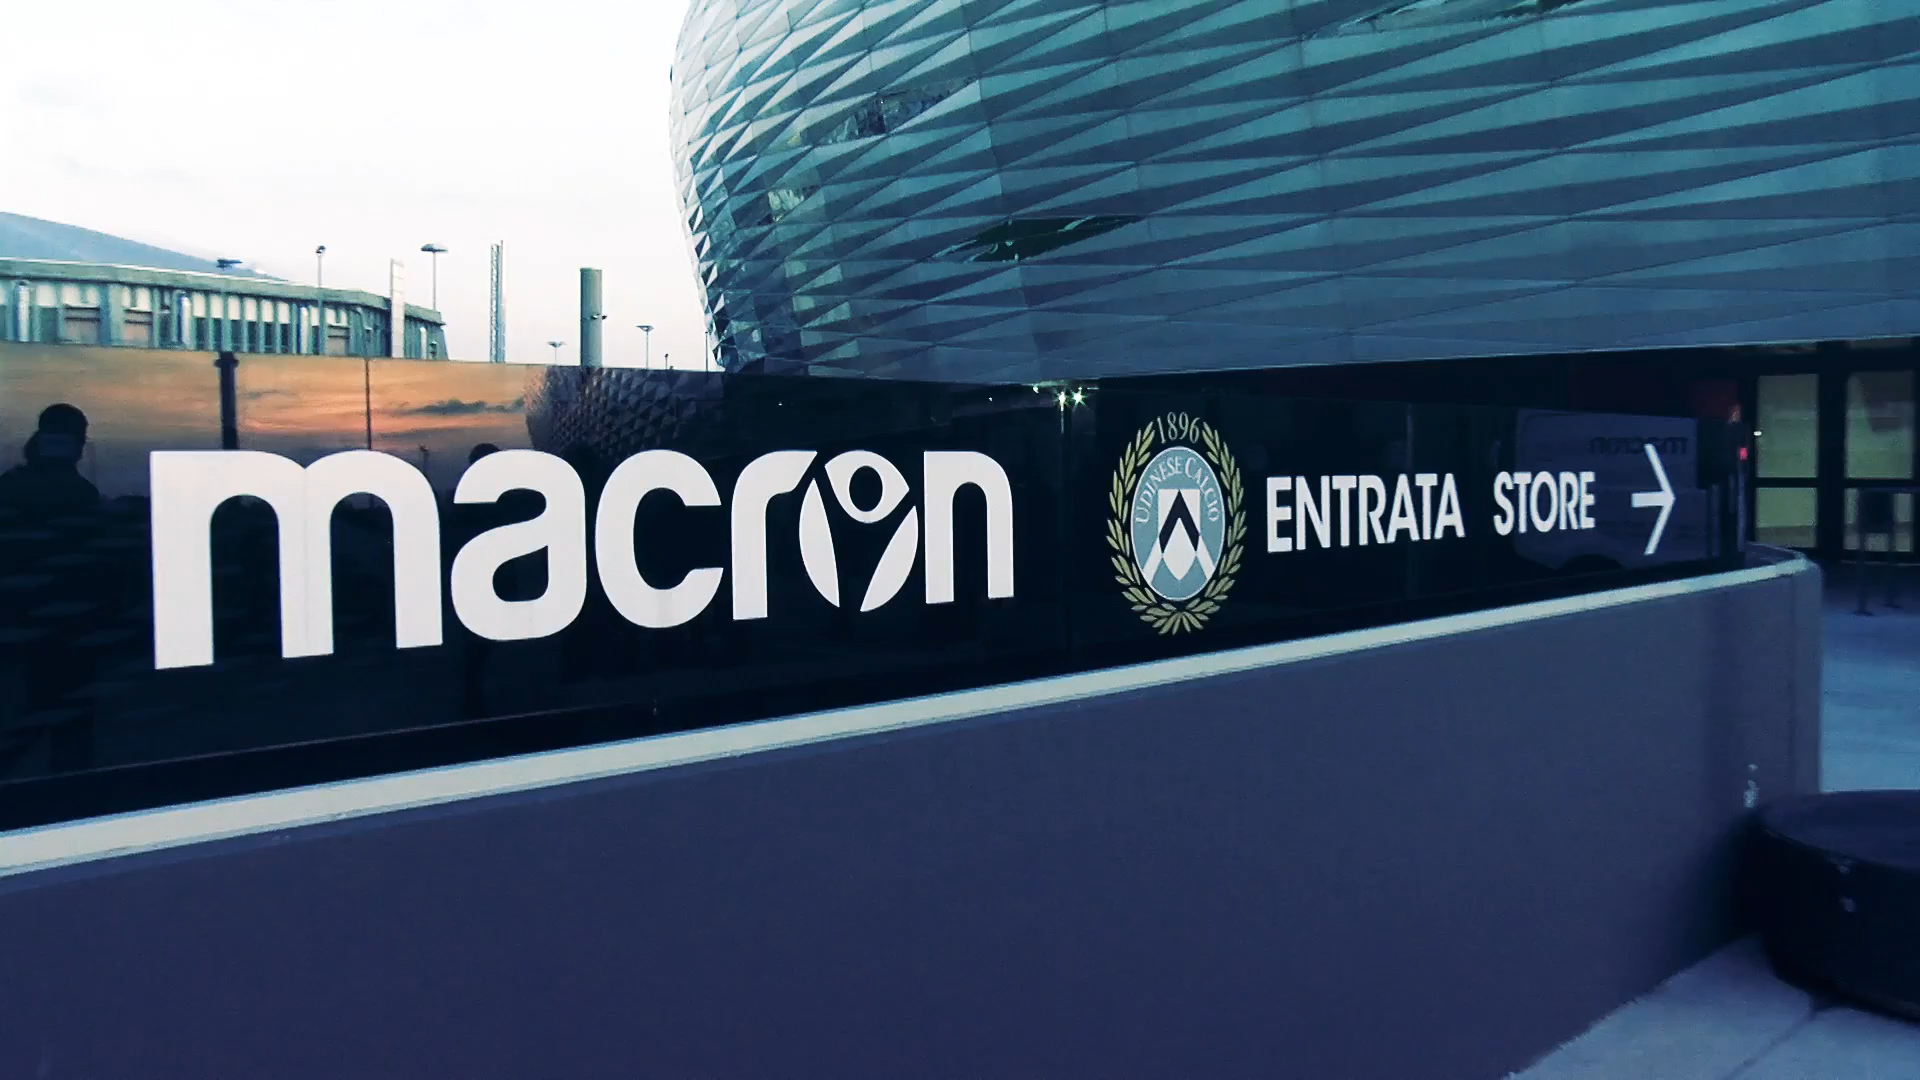 macron
1896
UDINESE CALCIO
ENTRATA STORE →